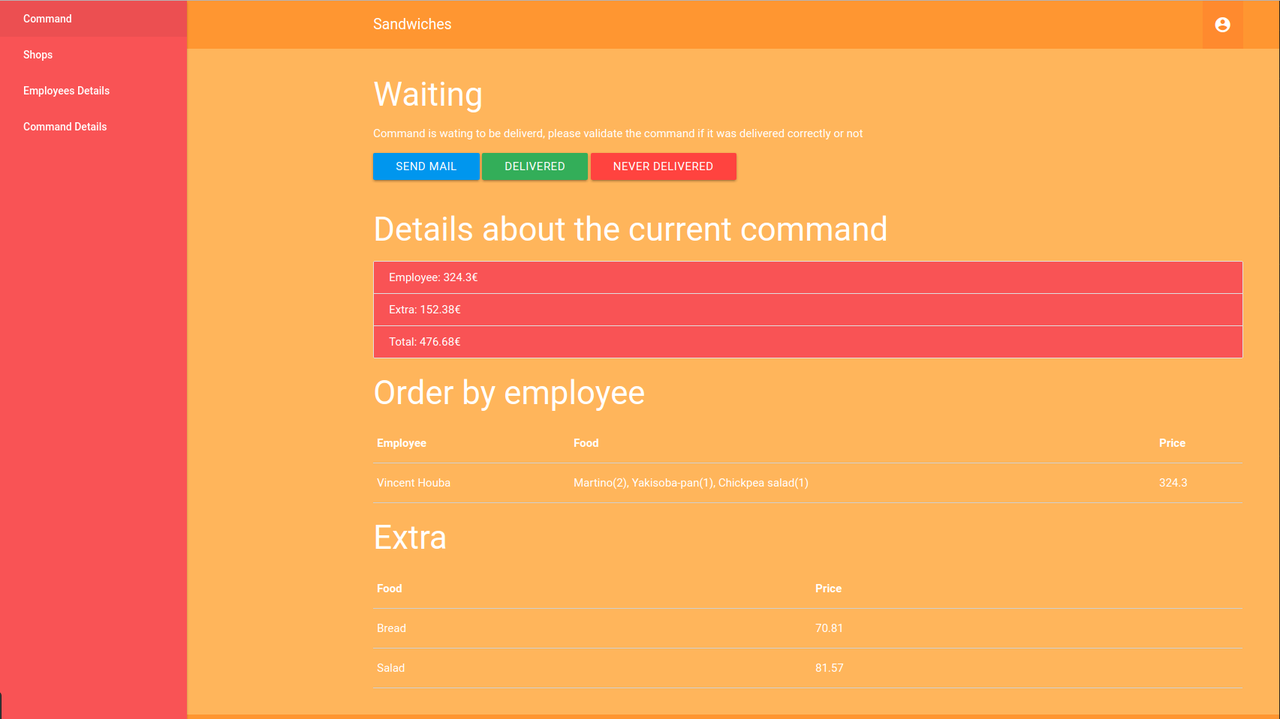 Command
Shops
Employees Details
Command Details
Sandwiches
Waiting
Command is wating to be deliverd, please validate the command if it was delivered correctly or not
SEND MAIL DELIVERED NEVER DELIVERED
Details about the current command
Employee: 324.3€
Extra: 152.38€
Total: 476.68€
Order by employee
Employee Food Price
Vincent Houba Martino(2), Yakisoba-pan(1), Chickpea salad(1) 324.3
Extra
Food Price
Bread 70.81
Salad 81.57